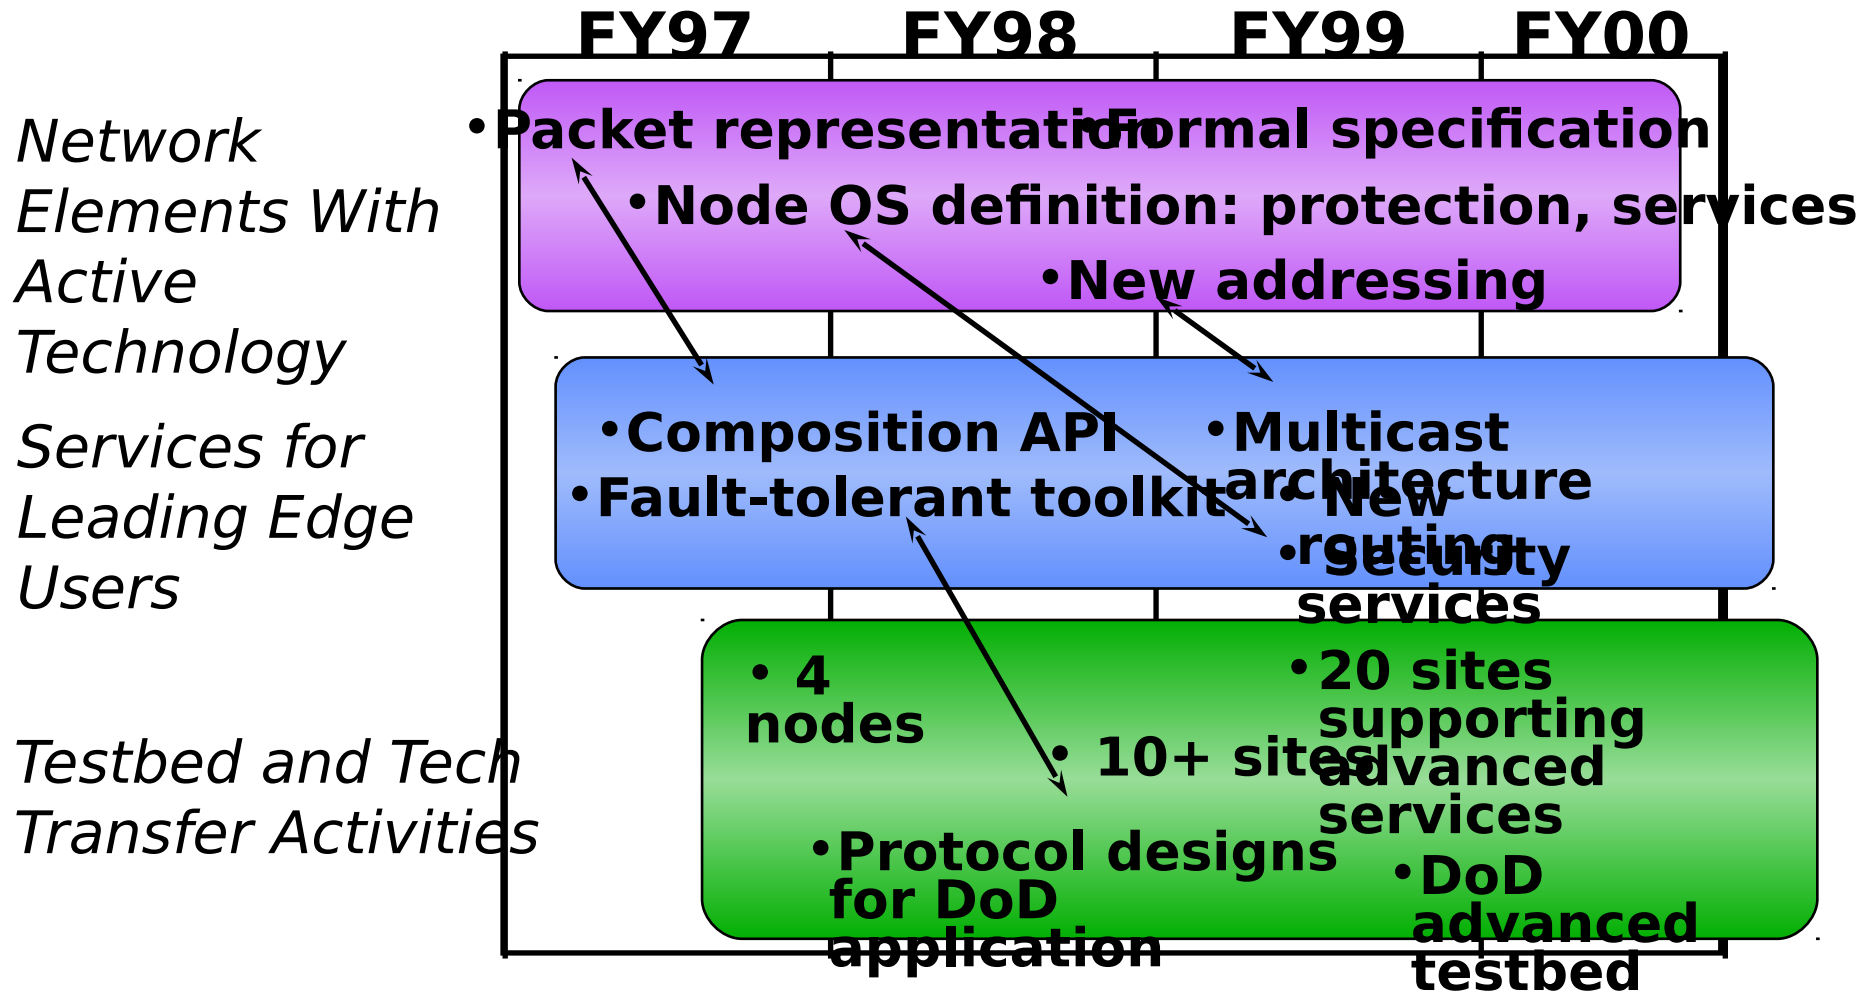 FY97 FY98 FY99 FY00
Network
Elements With
Active
Technology
•Packet representation
•Formal specification
•Node OS definition: protection, services
•New addressing
Services for
Leading Edge
Users
•Composition API
•Fault-tolerant toolkit
•Multicast
architecture
• New
routing
• Security
services
Testbed and Tech
Transfer Activities
• 4
nodes
• 10+ sites
•20 sites
supporting
advanced
services
•Protocol designs
for DoD
application
•DoD
advanced
testbed